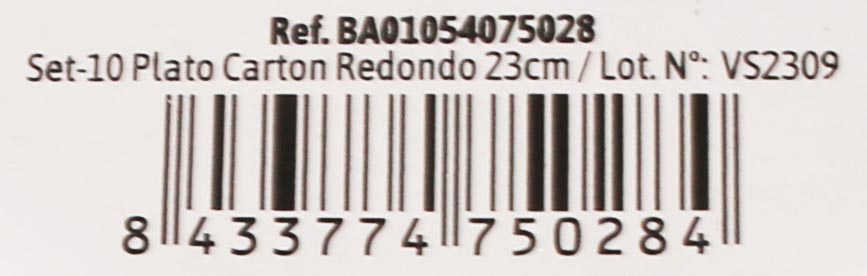 Ref. BA01054075028
Set-10 Plato Carton Redondo 23cm / Lot. Nº: VS2309
8 433774 750284